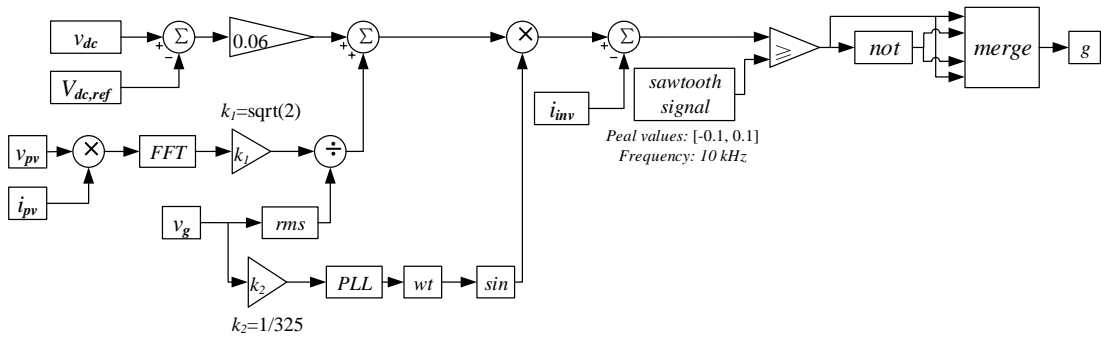 v_dc
+
−
Σ
0.06
+
+
Σ
×
+
−
Σ
⩾
not
merge
g
V_dc,ref
sawtooth
signal
i_inv
Peal values: [-0.1, 0.1]
Frequency: 10 kHz
k_1=sqrt(2)
v_pv
×
FFT
k_1
÷
i_pv
v_g
rms
k_2
PLL
wt
sin
k_2=1/325